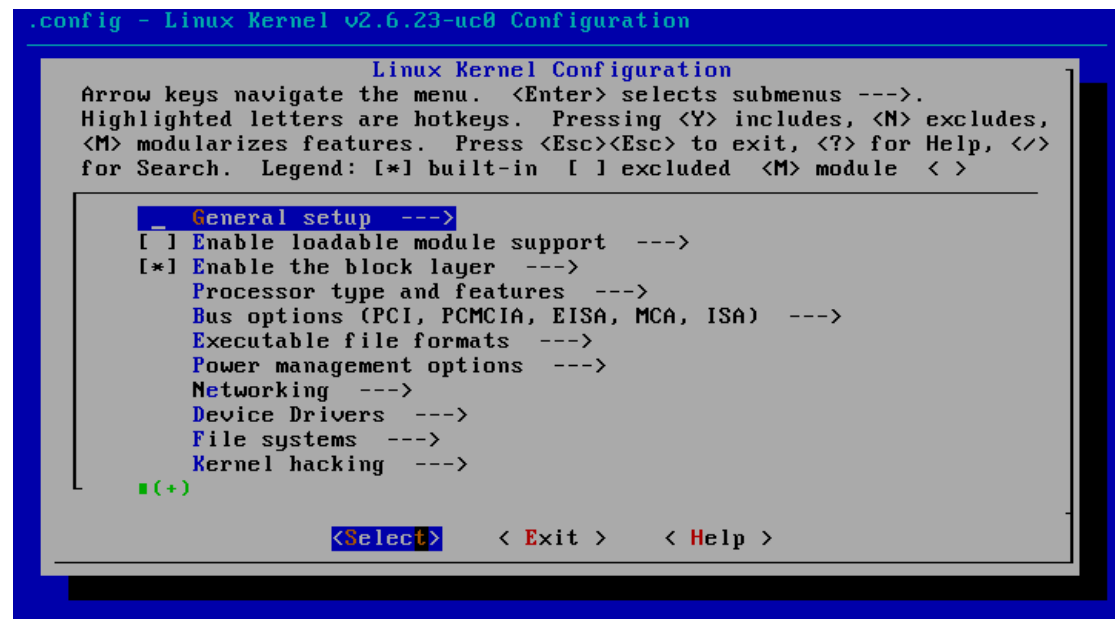 .config - Linux Kernel v2.6.23-uc0 Configuration
Linux Kernel Configuration
Arrow keys navigate the menu.  <Enter> selects submenus --->.
Highlighted letters are hotkeys.  Pressing <Y> includes, <N> excludes,
<M> modularizes features.  Press <Esc><Esc> to exit, <?> for Help, </>
for Search.  Legend: [*] built-in  [ ] excluded  <M> module  < >
General setup  --->
[ ] Enable loadable module support  --->
[*] Enable the block layer  --->
Processor type and features  --->
Bus options (PCI, PCMCIA, EISA, MCA, ISA)  --->
Executable file formats  --->
Power management options  --->
Networking  --->
Device Drivers  --->
File systems  --->
Kernel hacking  --->
(+)
<Select>    < Exit >    < Help >